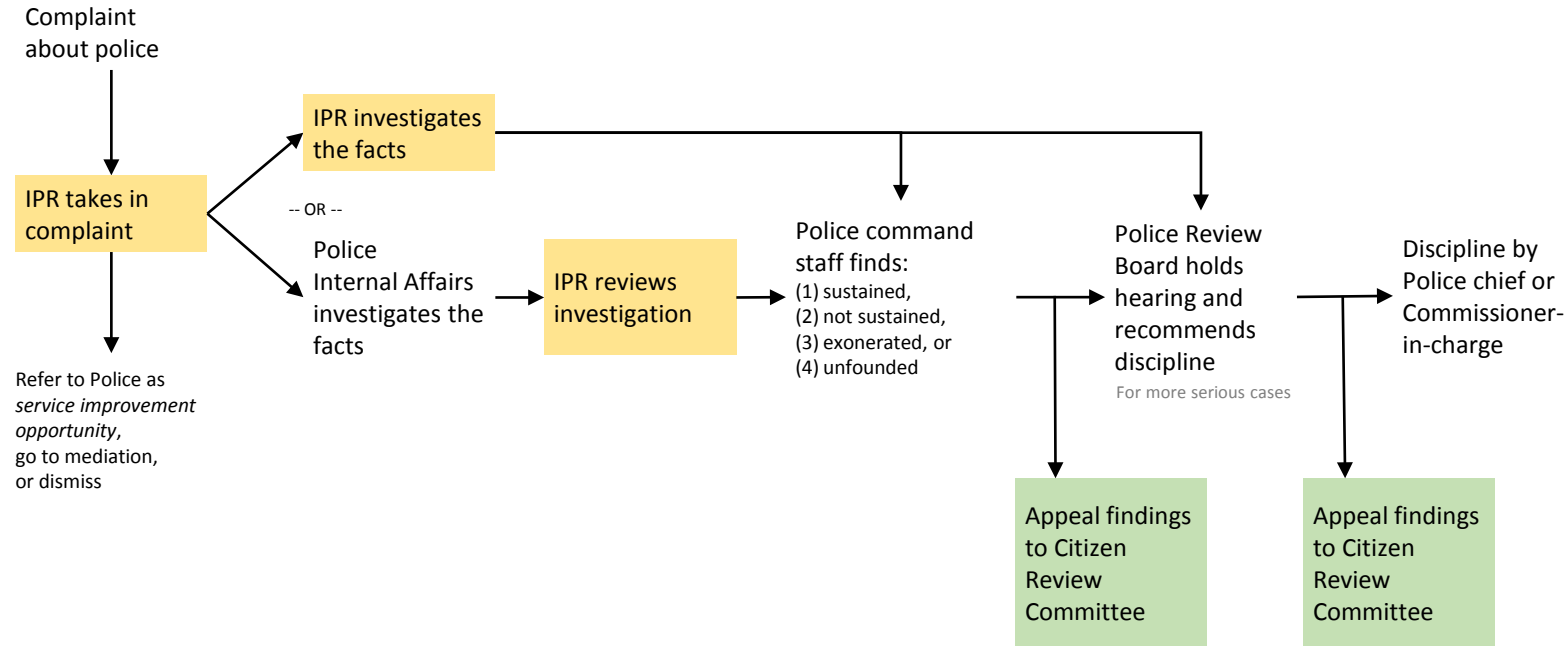 Complaint
about police
IPR takes in
complaint
Refer to Police as
service improvement
opportunity,
go to mediation,
or dismiss
IPR investigates
the facts
-- OR --
Police
Internal Affairs
investigates the
facts
IPR reviews
investigation
Police command
staff finds:
(1) sustained,
(2) not sustained,
(3) exonerated, or
(4) unfounded
Police Review
Board holds
hearing and
recommends
discipline
For more serious cases
Discipline by
Police chief or
Commissioner-
in-charge
Appeal findings
to Citizen
Review
Committee
Appeal findings
to Citizen
Review
Committee